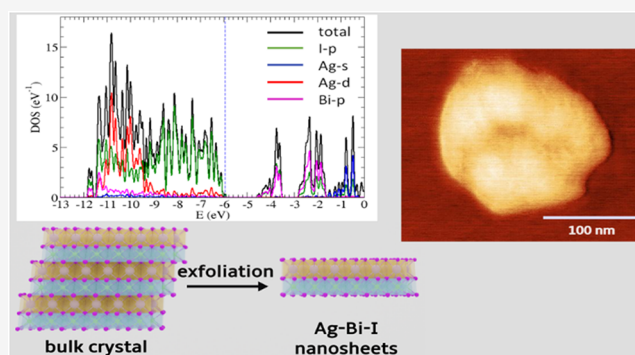 total
I-p
Ag-s
Ag-d
Bi-p
DOS (eV⁻¹)
15
10
5
0
-13 -12 -11 -10 -9 -8 -7 -6 -5 -4 -3 -2 -1 0
E (eV)
100 nm
exfoliation
bulk crystal
Ag-Bi-I
nanosheets